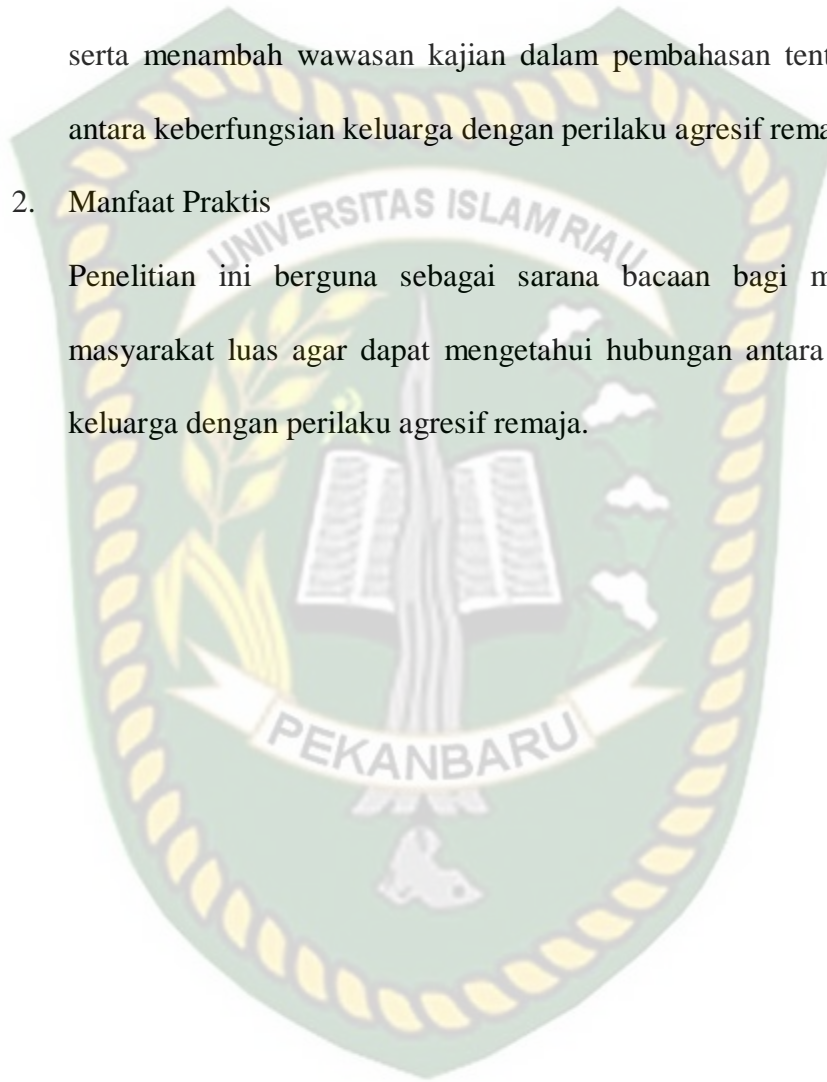 serta menambah wawasan kajian dalam pembahasan
antara keberfungsian keluarga dengan perilaku agresif
2. Manfaat Praktis
UNIVERSITAS ISLAM RIAU
Penelitian ini berguna sebagai sarana bacaan bagi
masyarakat luas agar dapat mengetahui hubungan antara
keluarga dengan perilaku agresif remaja.
PEKANBARU